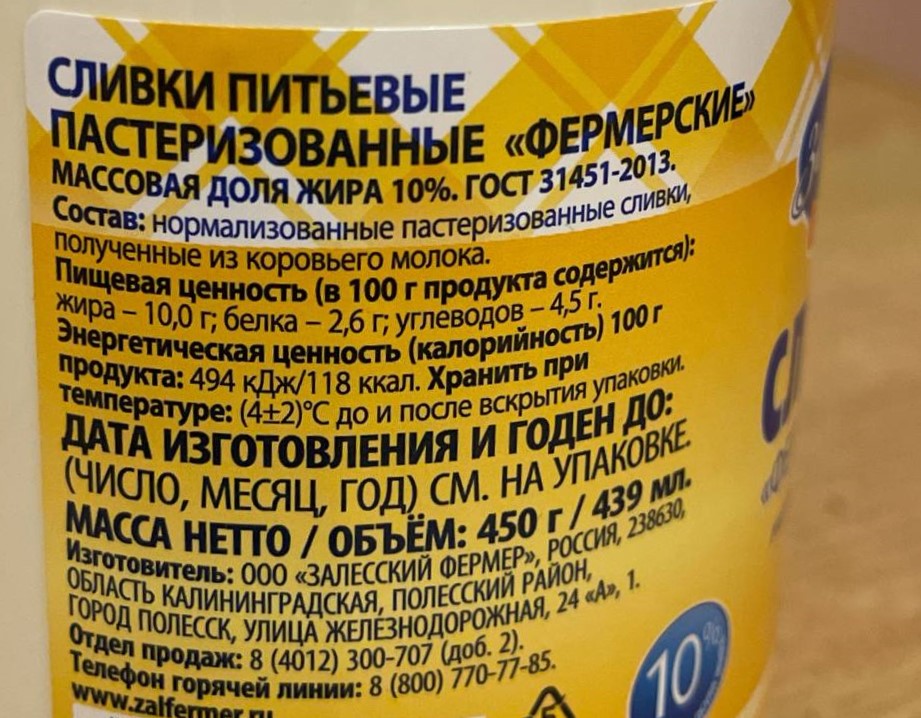 СЛИВКИ ПИТЬЕВЫЕ
ПАСТЕРИЗОВАННЫЕ «ФЕРМЕРСКИЕ»
МАССОВАЯ ДОЛЯ ЖИРА 10%. ГОСТ 31451-2013.
Состав: нормализованные пастеризованные сливки,
полученные из коровьего молока.
Пищевая ценность (в 100 г продукта содержится):
жира – 10,0 г; белка – 2,6 г; углеводов – 4,5 г.
Энергетическая ценность (калорийность) 100 г
продукта: 494 кДж/118 ккал. Хранить при
температуре: (4±2)°С до и после вскрытия упаковки.
ДАТА ИЗГОТОВЛЕНИЯ И ГОДЕН ДО:
(ЧИСЛО, МЕСЯЦ, ГОД) СМ. НА УПАКОВКЕ.
МАССА НЕТТО / ОБЪЁМ: 450 г / 439 мл.
Изготовитель: ООО «ЗАЛЕССКИЙ ФЕРМЕР», РОССИЯ, 238630,
ОБЛАСТЬ КАЛИНИНГРАДСКАЯ, ПОЛЕССКИЙ РАЙОН,
ГОРОД ПОЛЕССК, УЛИЦА ЖЕЛЕЗНОДОРОЖНАЯ, 24 «А», 1.
Отдел продаж: 8 (4012) 300-707 (доб. 2).
Телефон горячей линии: 8 (800) 770-77-85.
www.zalfermer.ru
10%
5